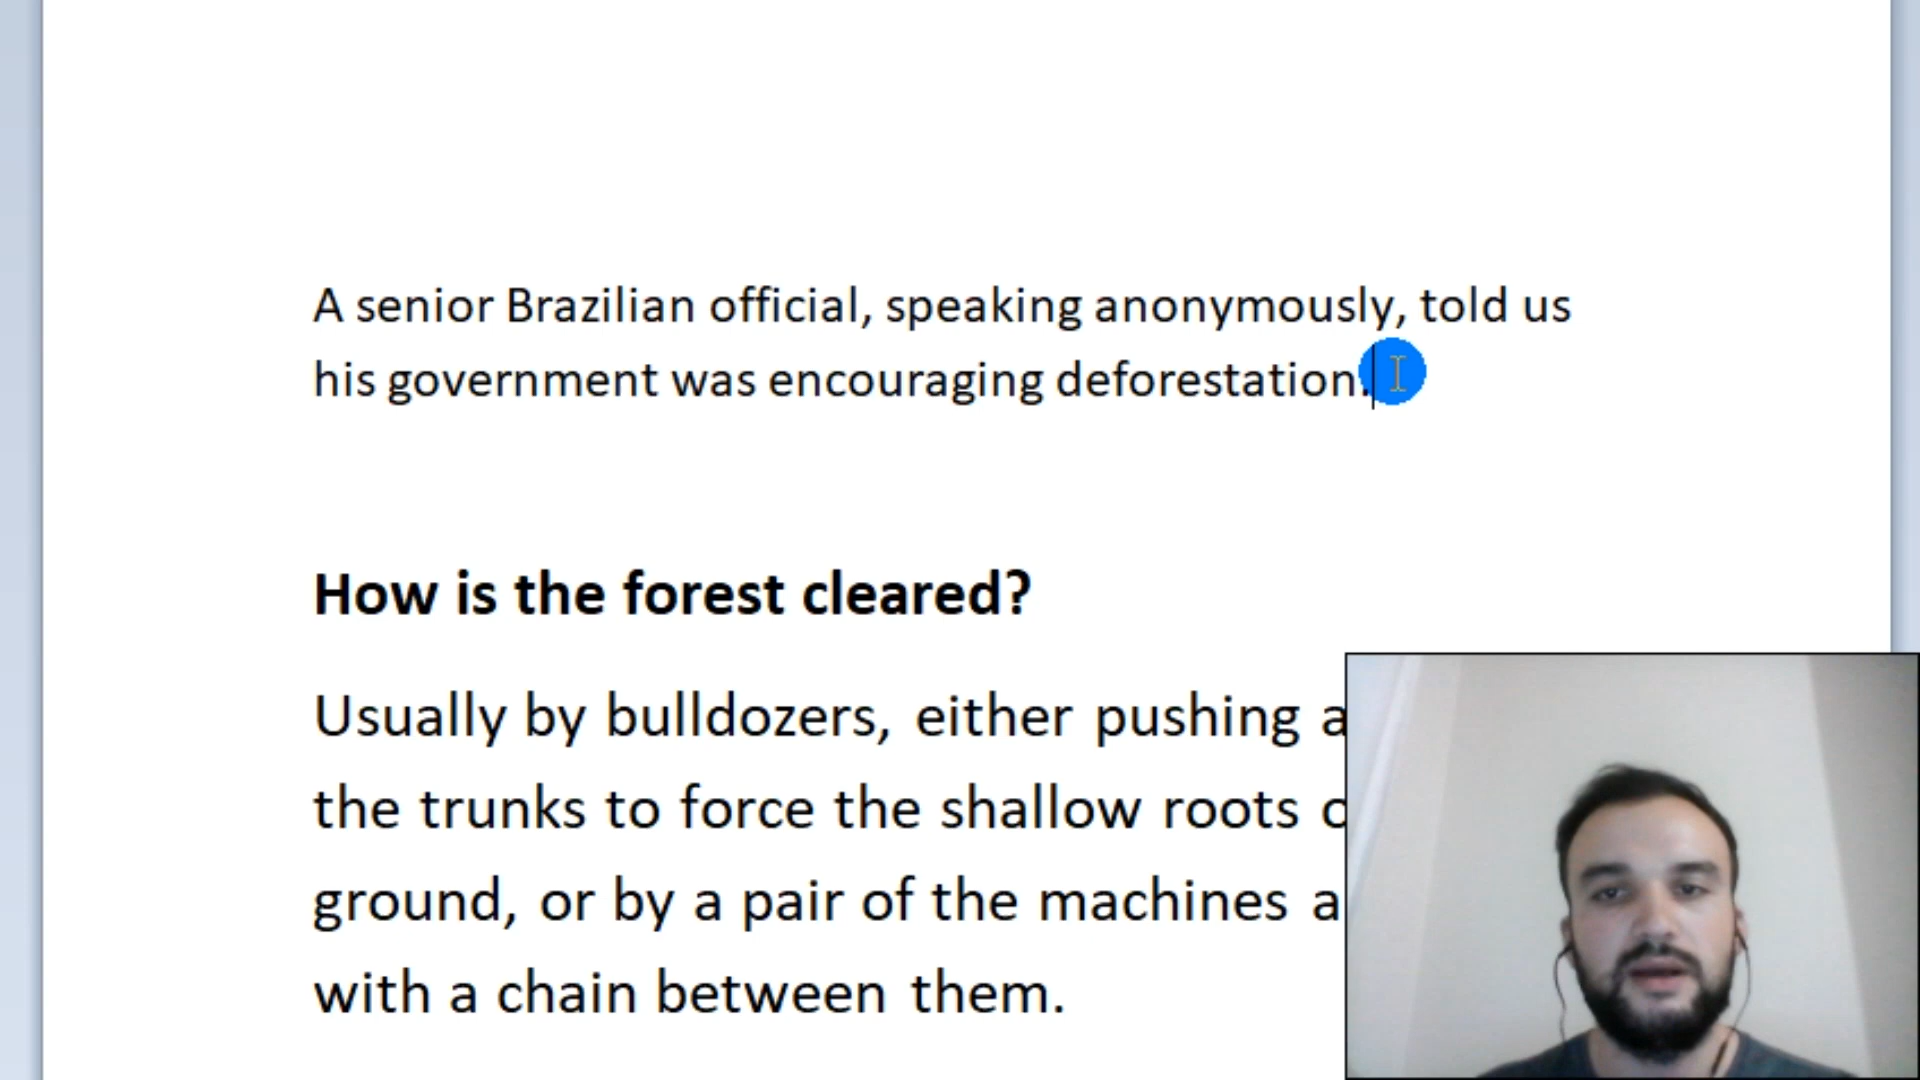 A senior Brazilian official, speaking anonymously, told us
his government was encouraging deforestation.
How is the forest cleared?
Usually by bulldozers, either pushing
the trunks to force the shallow roots
ground, or by a pair of the machines
with a chain between them.